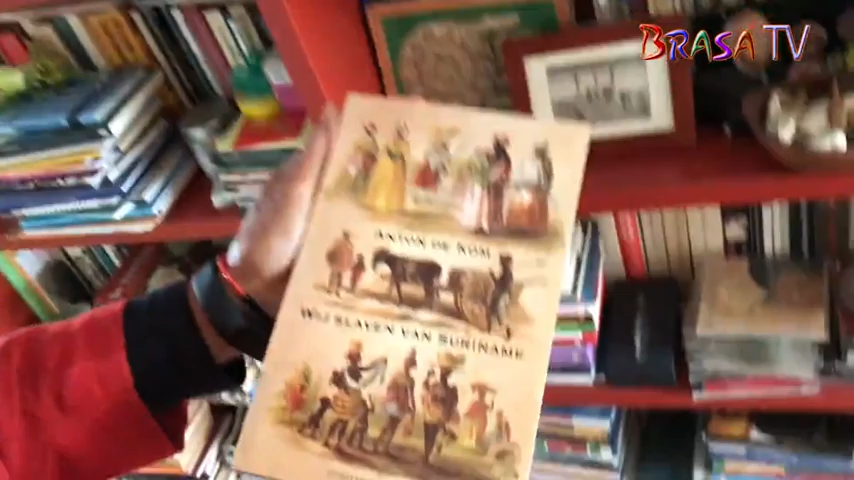 BRASA TV
ANTON DE KOM
WIJ SLAVEN VAN SURINAME